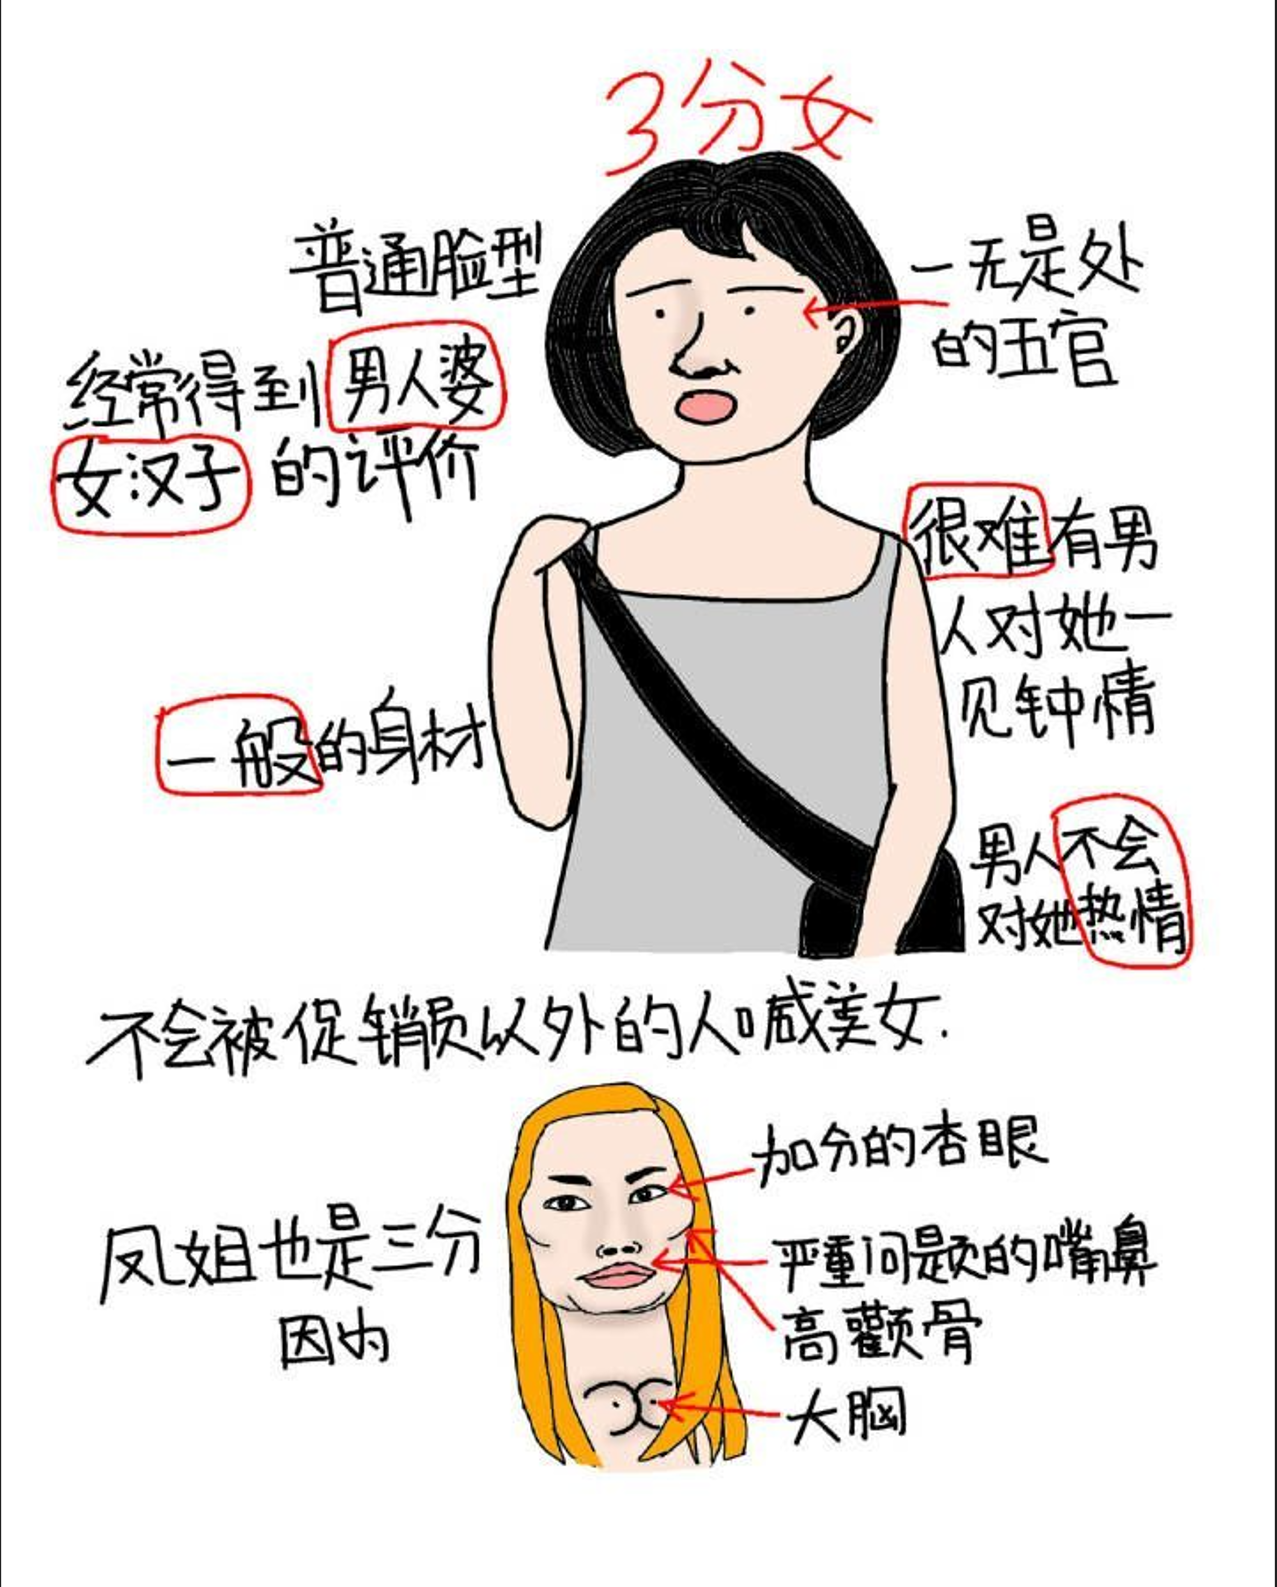 3分女
普通脸型
经常得到男人婆
女汉子的评价
一无是处
的五官
很难有男
人对她一
见钟情
一般的身材
男人不会
对她热情
不会被促销员以外的人喊美女.
凤姐也是三分
因为
加分的杏眼
严重问题的嘴鼻
高颧骨
大胸